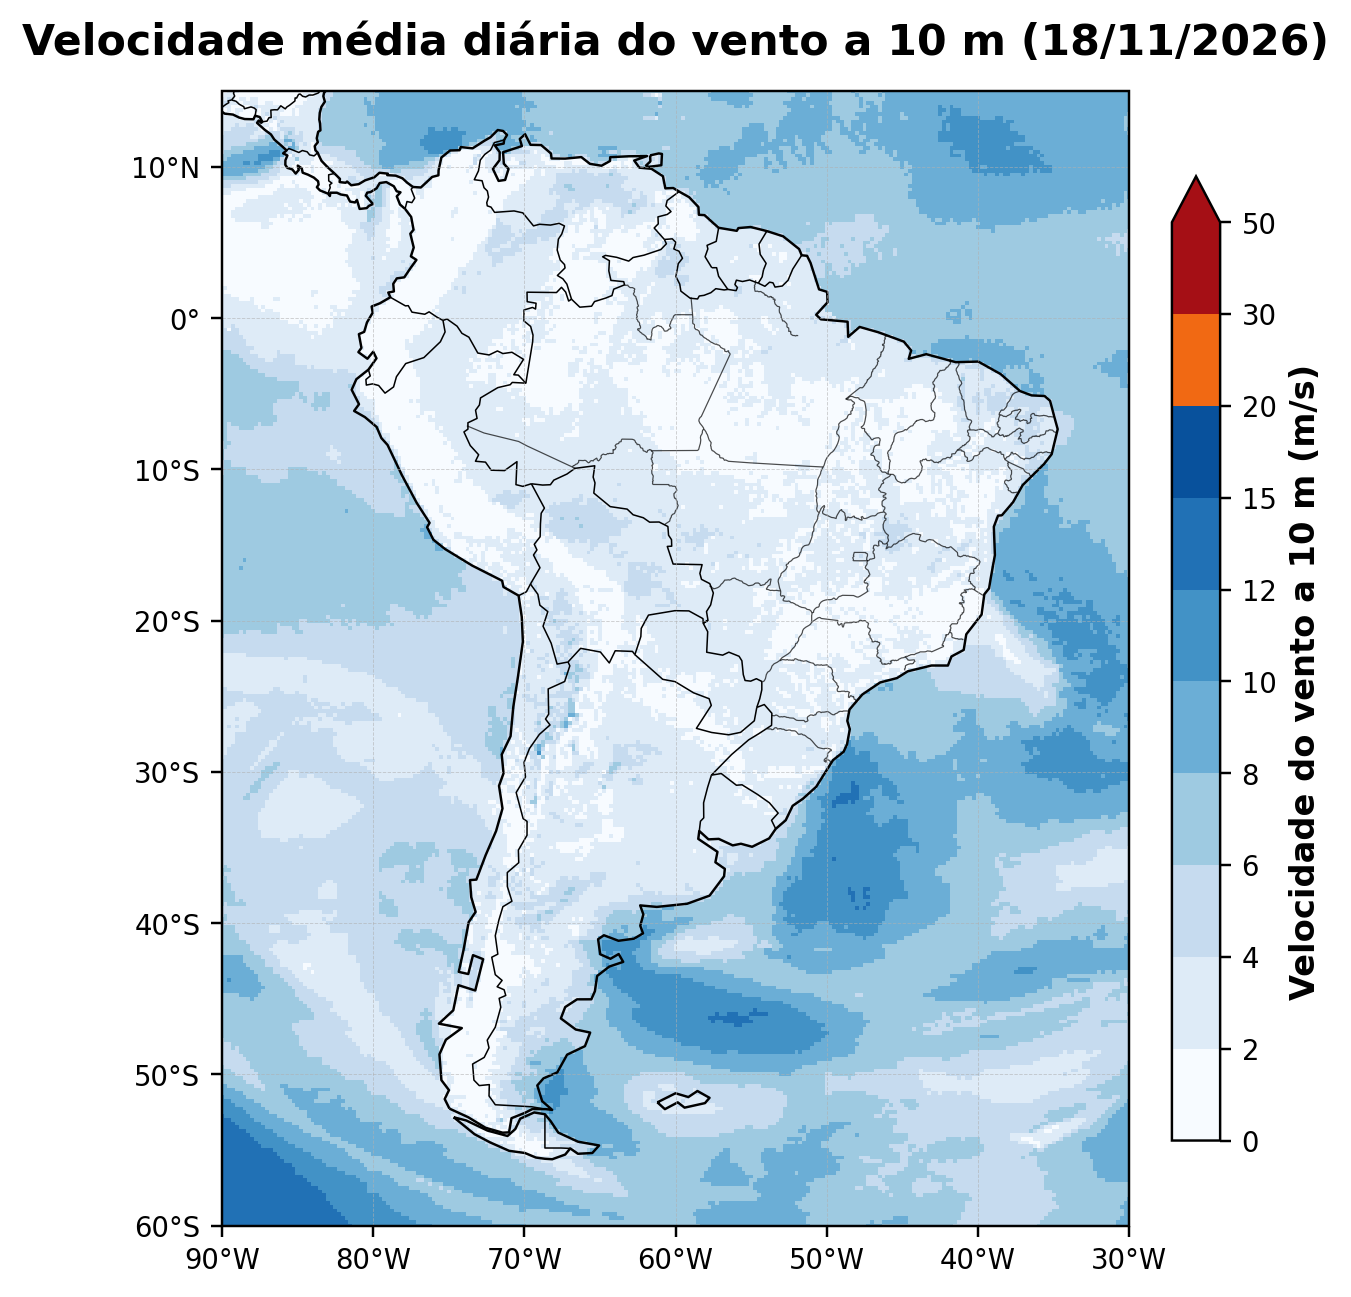 Velocidade média diária do vento a 10 m (18/11/2026)
10°N
0°
10°S
20°S
30°S
40°S
50°S
60°S
90°W
80°W
70°W
60°W
50°W
40°W
30°W
50
30
20
15
12
10
8
6
4
2
0
Velocidade do vento a 10 m (m/s)